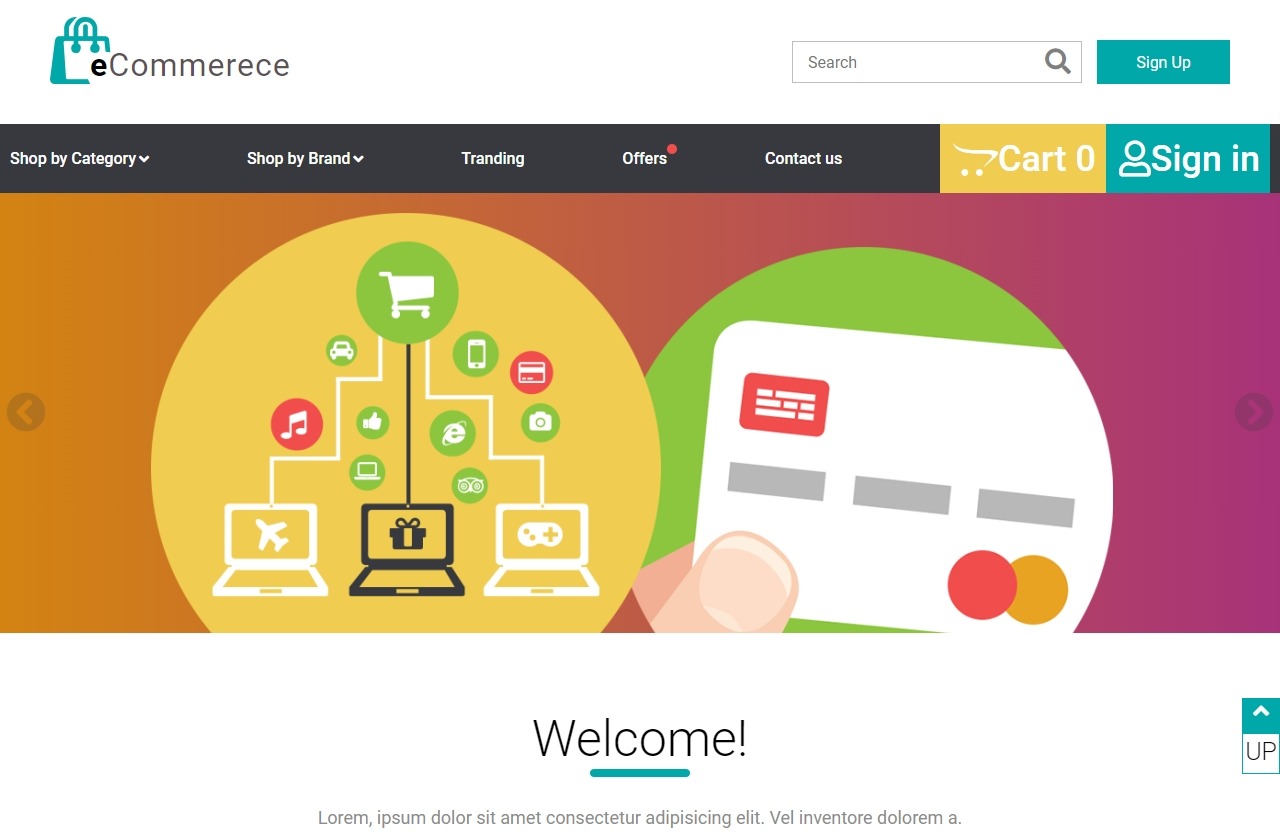 eCommerece
Search
Sign Up
Shop by Category
Shop by Brand
Tranding
Offers
Contact us
Cart 0
Sign in
Welcome!
UP
Lorem, ipsum dolor sit amet consectetur adipisicing elit. Vel inventore dolorem a.